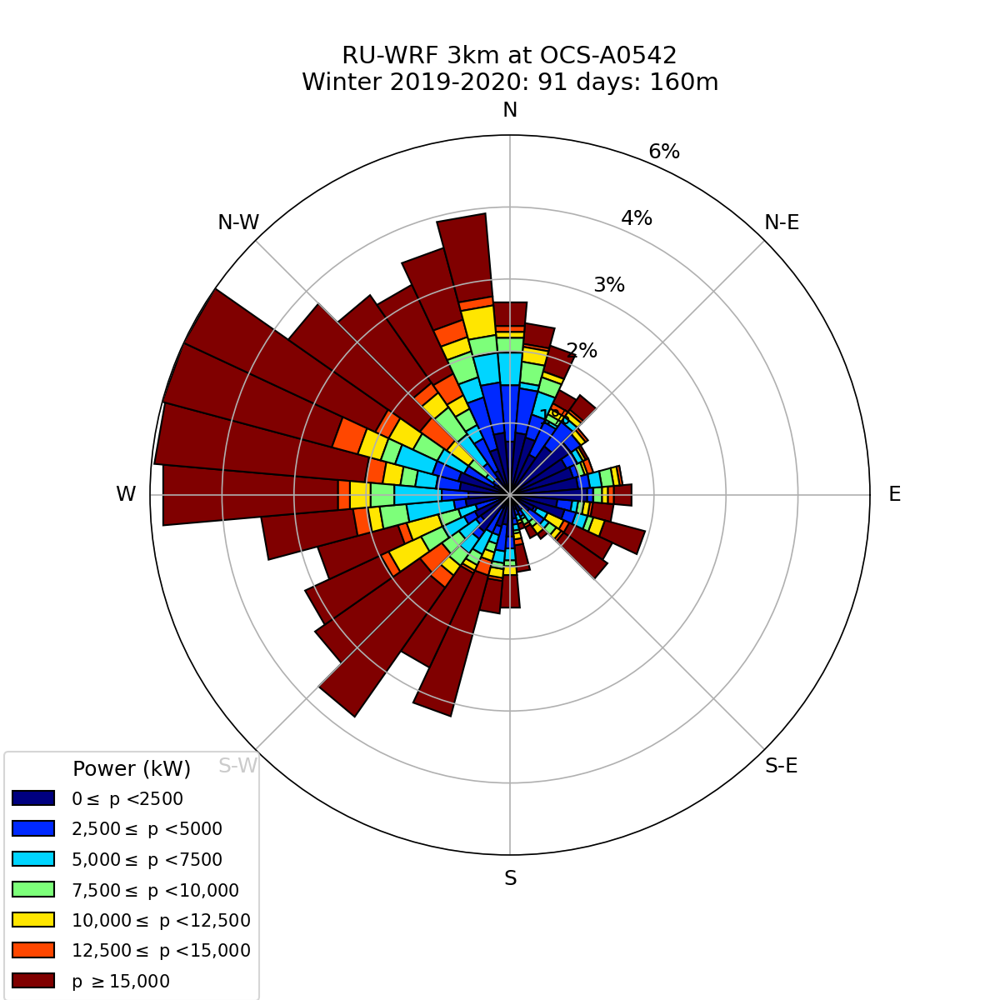 RU-WRF 3km at OCS-A0542
Winter 2019-2020: 91 days: 160m
N
6%
N-W
4%
N-E
3%
2%
1%
W
E
S-W
S-E
S
Power (kW)
0≤ p <2500
2,500≤ p <5000
5,000≤ p <7500
7,500≤ p <10,000
10,000≤ p <12,500
12,500≤ p <15,000
p ≥15,000